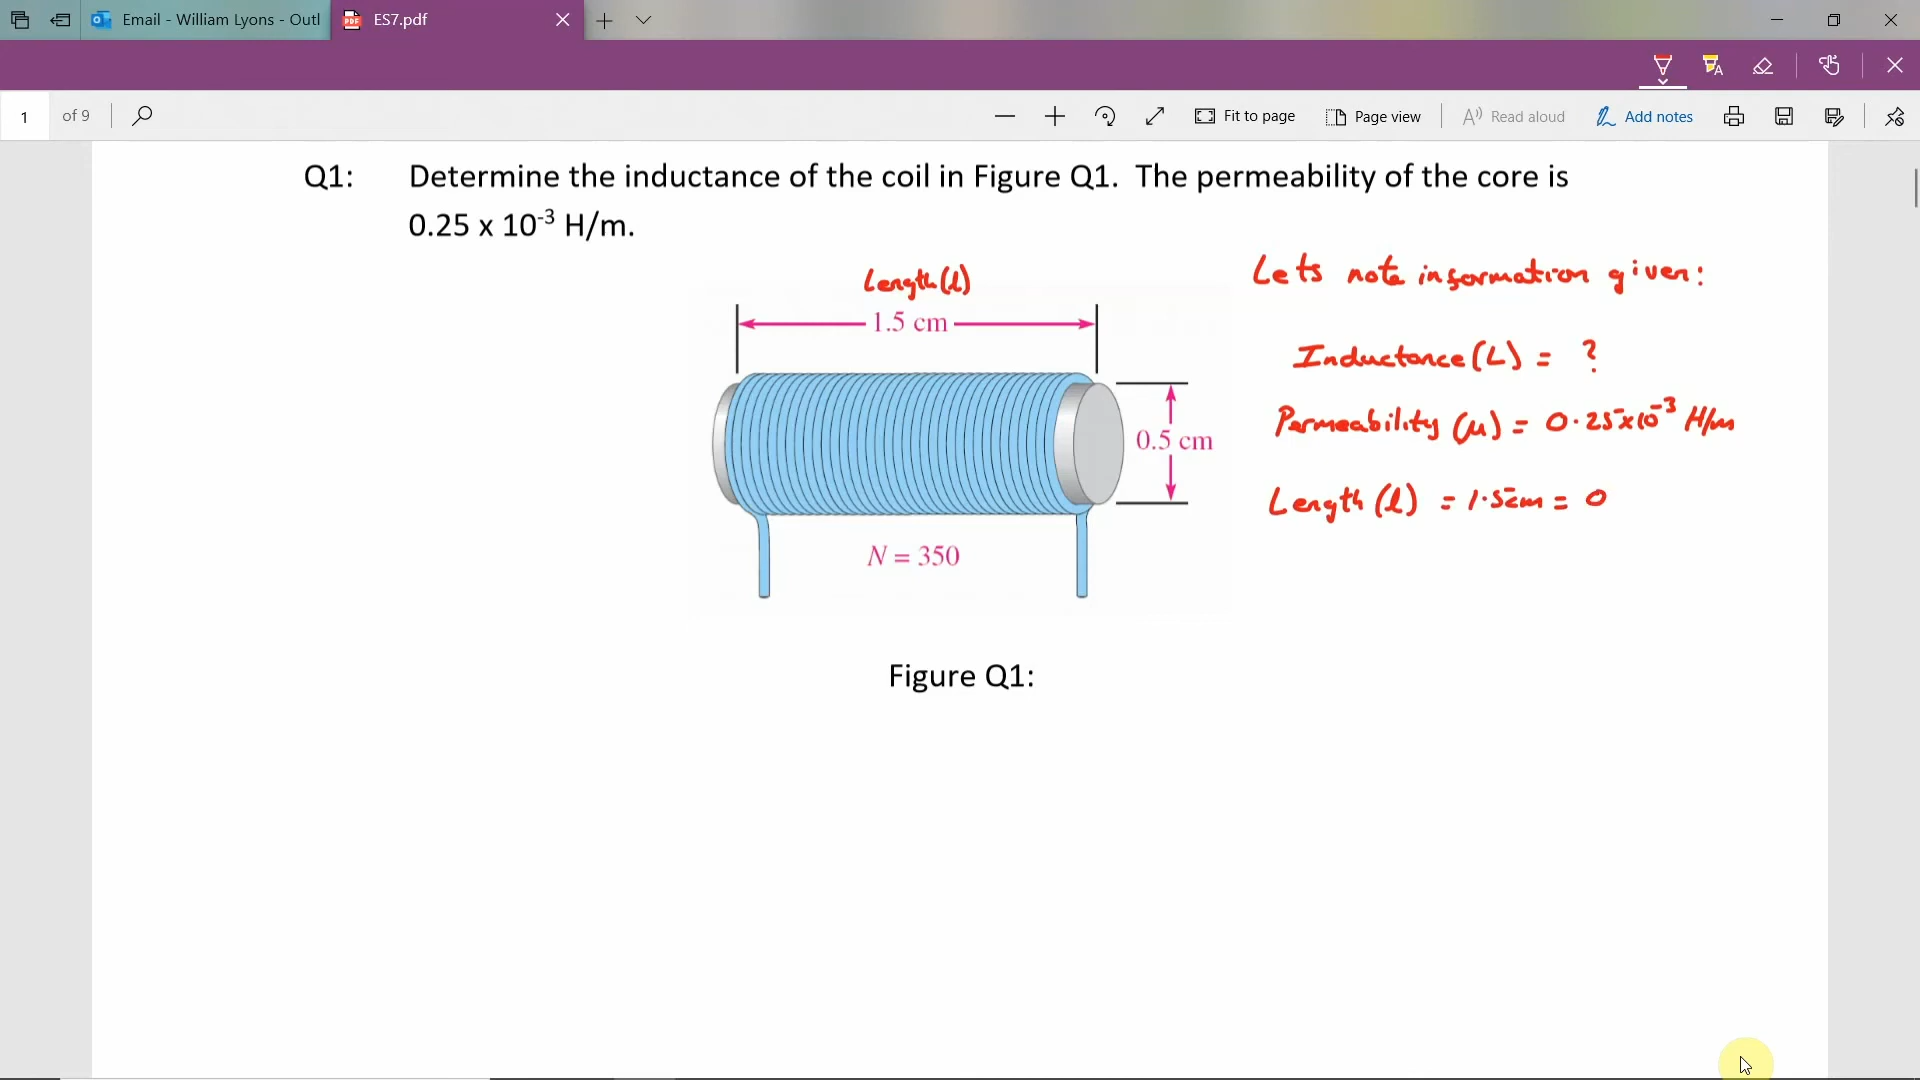 Email - William Lyons - Outl
ES7.pdf
1 of 9
Fit to page
Page view
Read aloud
Add notes
Q1: Determine the inductance of the coil in Figure Q1. The permeability of the core is
0.25 x 10⁻³ H/m.
Length (l)
1.5 cm
0.5 cm
N = 350
Figure Q1:
Lets note information given:
Inductance (L) = ?
Permeability (μ) = 0.25x10⁻³ H/m
Length (l) = 1.5cm = 0